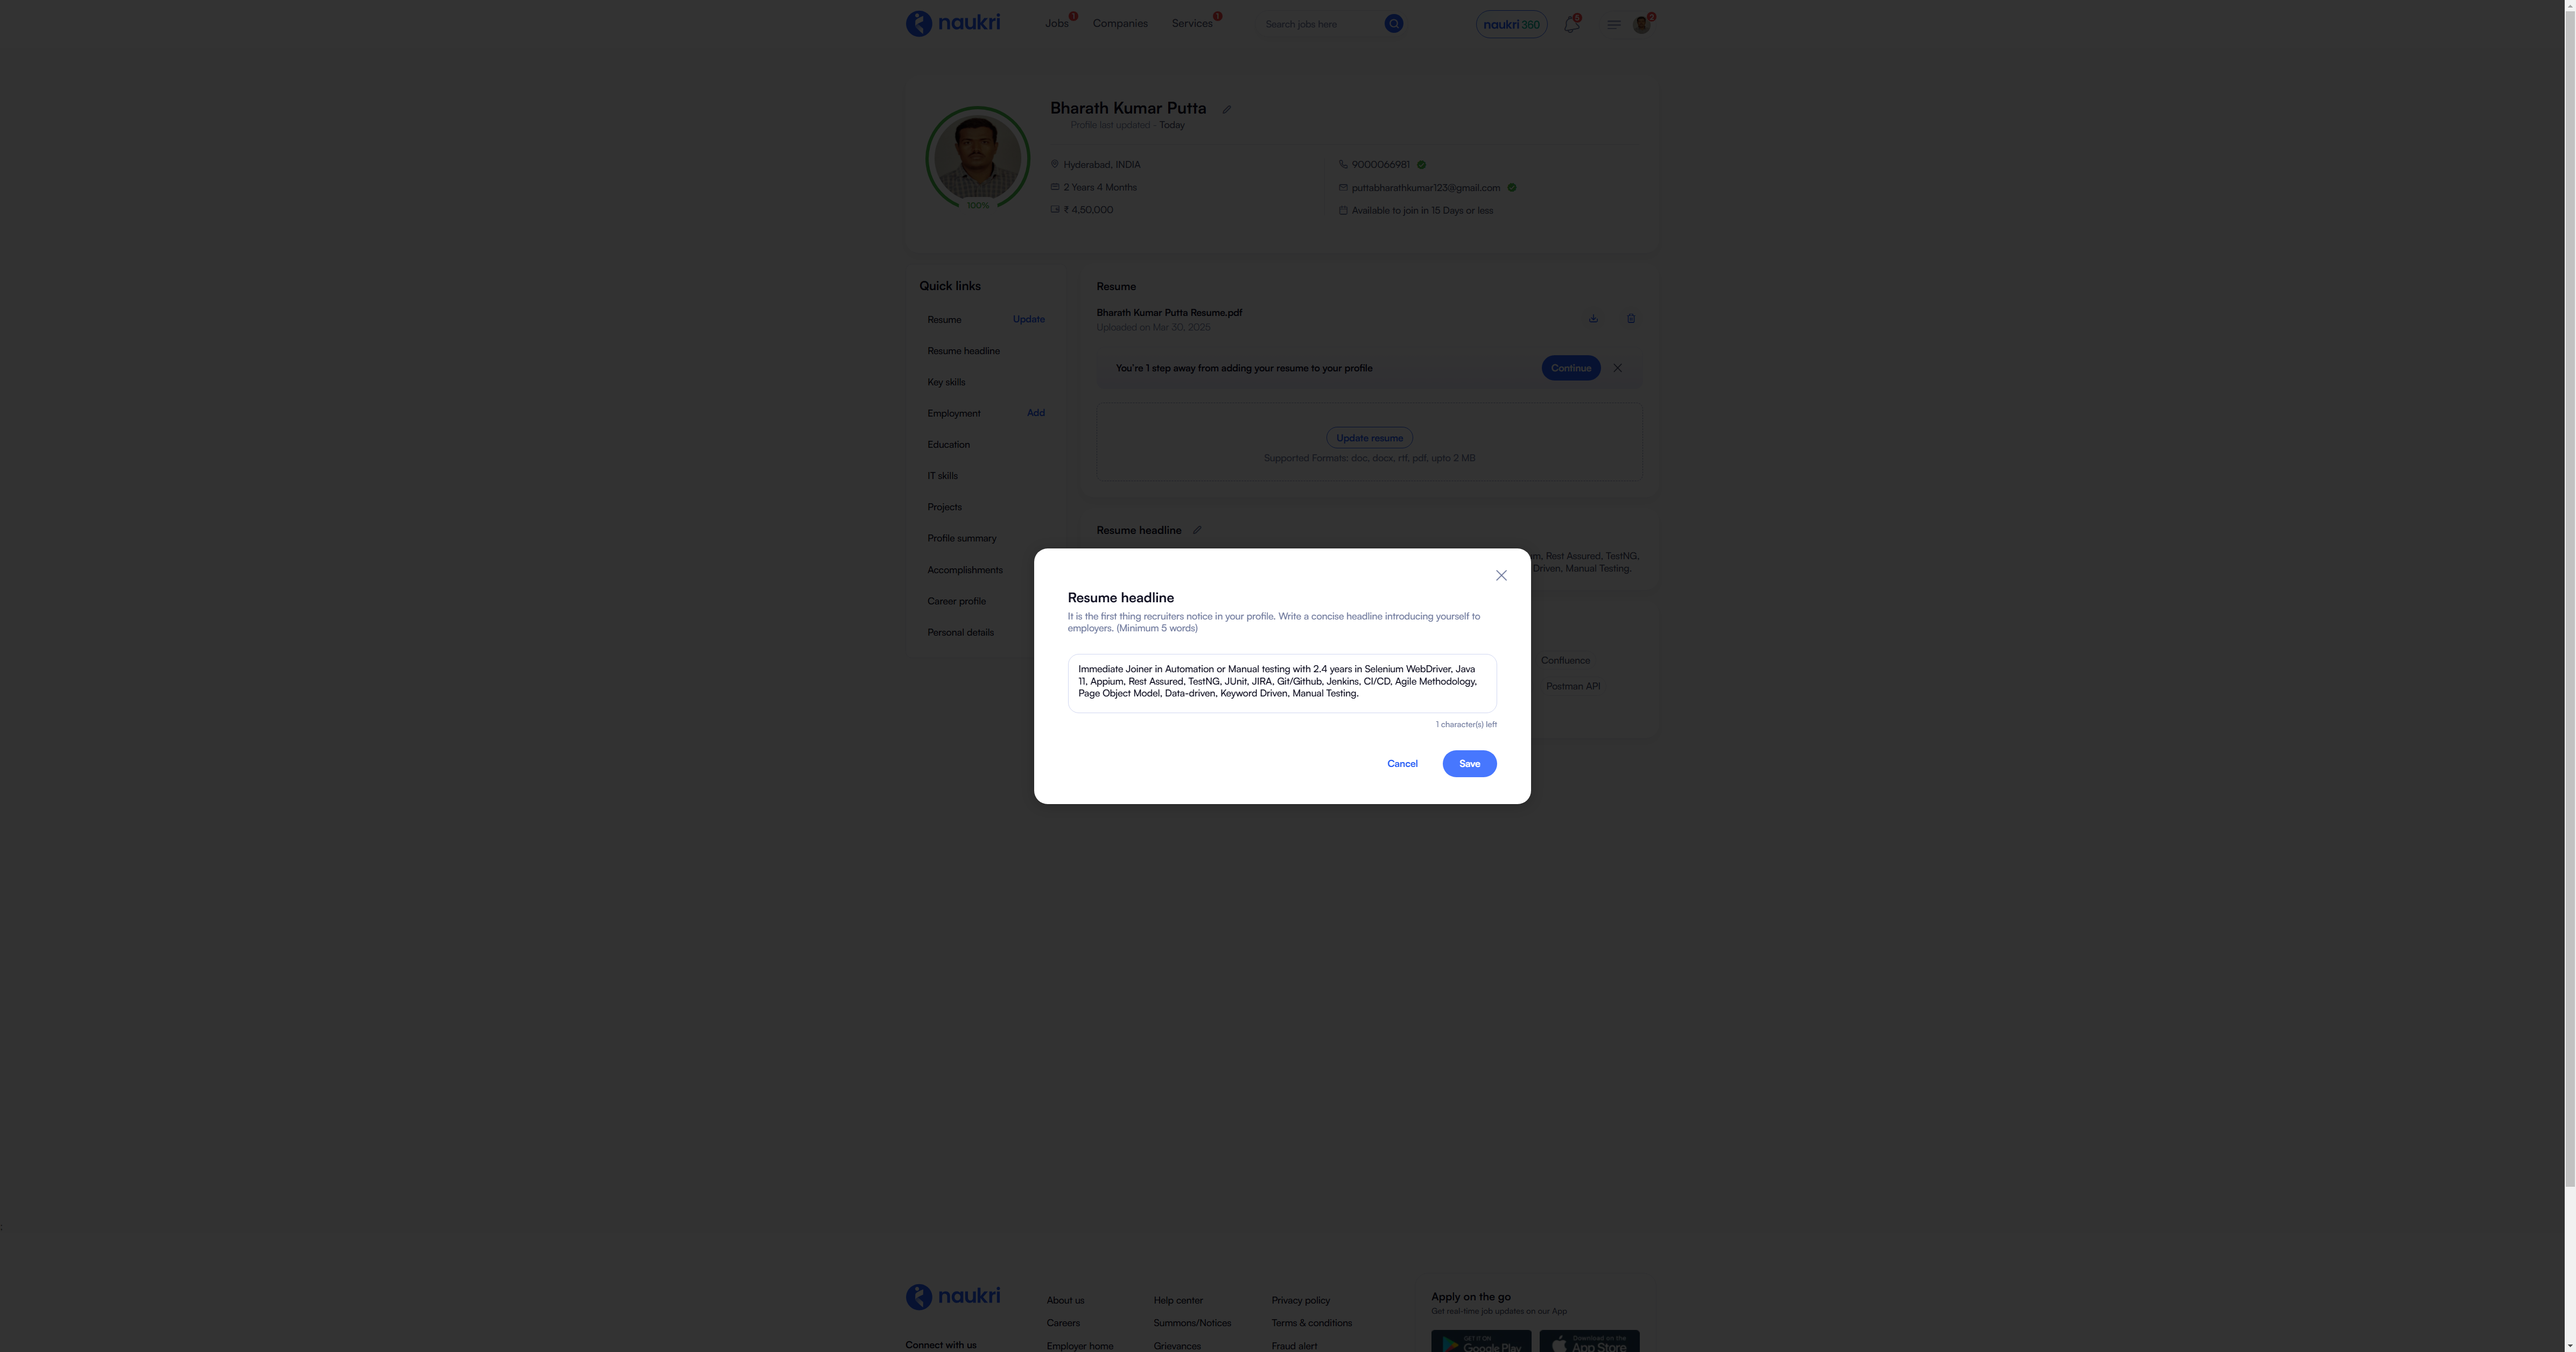 naukri
Jobs 1
Companies
Services 1
Search jobs here
naukri 360
2
Bharath Kumar Putta
Profile last updated - Today
Hyderabad, INDIA
2 Years 4 Months
₹ 4,50,000
9000066981
puttabharathkumar123@gmail.com
Available to join in 15 Days or less
100%
Quick links
Resume Update
Resume headline
Key skills
Employment Add
Education
IT skills
Projects
Profile summary
Accomplishments
Career profile
Personal details
Resume
Bharath Kumar Putta Resume.pdf
Uploaded on Mar 30, 2025
You're 1 step away from adding your resume to your profile
Continue
Update resume
Supported Formats: doc, docx, rtf, pdf, upto 2 MB
Resume headline
Rest Assured, TestNG,
Driven, Manual Testing.
Confluence
Postman API
Resume headline
It is the first thing recruiters notice in your profile. Write a concise headline introducing yourself to
employers. (Minimum 5 words)
Immediate Joiner in Automation or Manual testing with 2.4 years in Selenium WebDriver, Java
11, Appium, Rest Assured, TestNG, JUnit, JIRA, Git/Github, Jenkins, CI/CD, Agile Methodology,
Page Object Model, Data-driven, Keyword Driven, Manual Testing.
1 character(s) left
Cancel
Save
naukri
Connect with us
About us
Careers
Employer home
Help center
Summons/Notices
Grievances
Privacy policy
Terms & conditions
Fraud alert
Apply on the go
Get real-time job updates on our App
GET IT ON
Google Play
Download on the
App Store